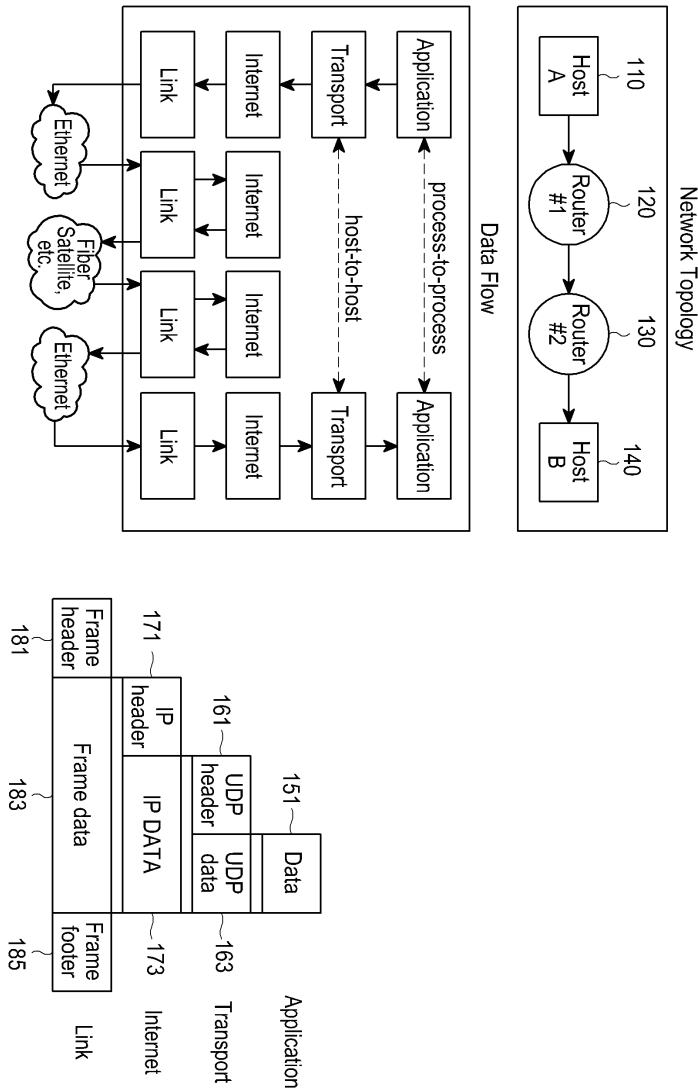 Network Topology
110
120
130
140
Host
A
Router
#1
Router
#2
Host
B
Data Flow
Application
process-to-process
Application
Transport
host-to-host
Transport
Internet
Internet
Internet
Internet
Link
Link
Link
Link
Ethernet
Fiber
Satellite,
etc.
Ethernet
151
Data
Application
161
UDP
header
UDP
data
163
Transport
171
IP
header
IP DATA
173
Internet
Frame
header
Frame data
Frame
footer
Link
181
183
185